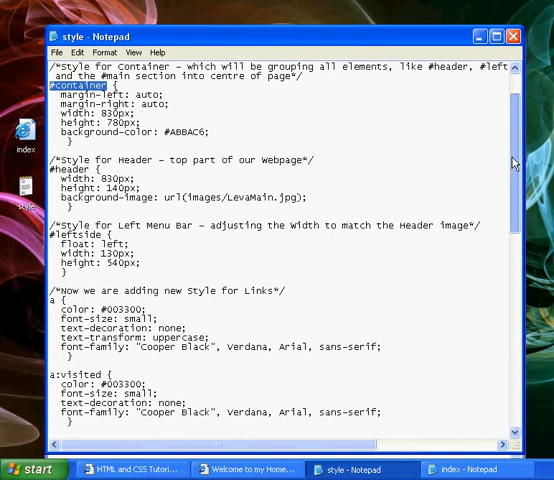 style - Notepad
File Edit Format View Help
/*Style for Container - which will be grouping all elements, like #header, #left
and the #main section into centre of page*/
#container {
margin-left: auto;
margin-right: auto;
width: 830px;
height: 780px;
background-color: #ABBAC6;
}
/*Style for Header - top part of our Webpage*/
#header {
width: 830px;
height: 140px;
background-image: url(images/LevaMain.jpg);
}
/*Style for Left Menu Bar - adjusting the Width to match the Header image*/
#leftside {
float: left;
width: 130px;
height: 540px;
}
/*Now we are adding new Style for Links*/
a {
color: #003300;
font-size: small;
text-decoration: none;
text-transform: uppercase;
font-family: "Cooper Black", Verdana, Arial, sans-serif;
}
a:visited {
color: #003300;
font-size: small;
text-decoration: none;
font-family: "Cooper Black", Verdana, Arial, sans-serif;
}
index
style
start HTML and CSS Tutori... Welcome to my Home... style - Notepad index - Notepad